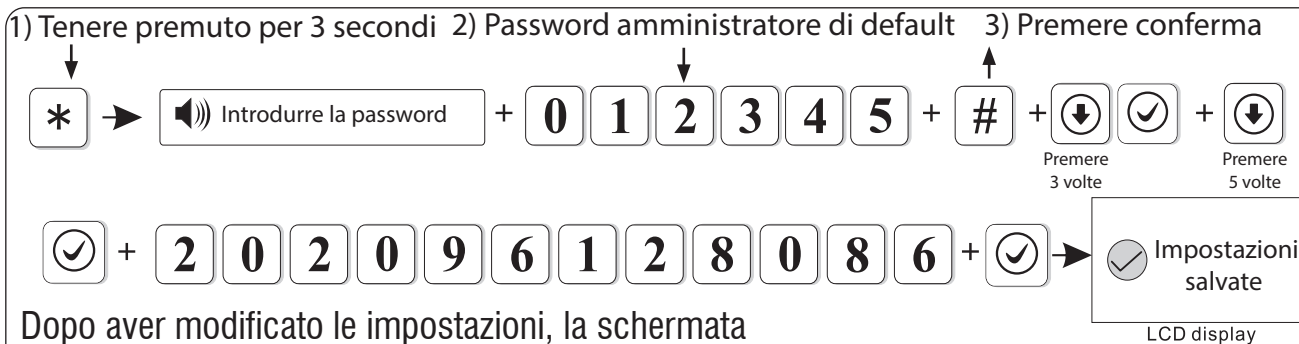 1) Tenere premuto per 3 secondi 2) Password amministratore di default 3) Premere conferma
* Introdurre la password + 0 1 2 3 4 5 + # + +
Premere 3 volte
Premere 5 volte
+ 2 0 2 0 9 6 1 2 8 0 8 6 + Impostazioni salvate
LCD display
Dopo aver modificato le impostazioni, la schermata